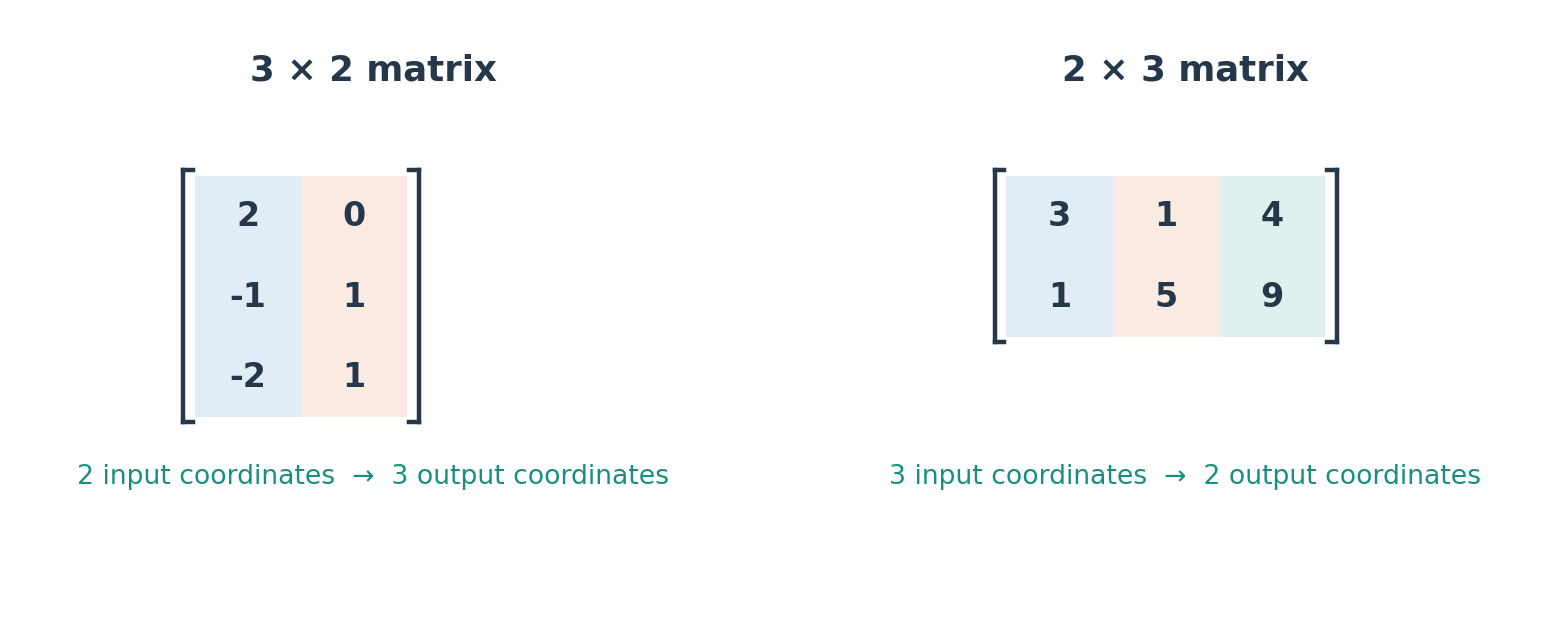 3 × 2 matrix
2 0
-1 1
-2 1
2 input coordinates → 3 output coordinates
2 × 3 matrix
3 1 4
1 5 9
3 input coordinates → 2 output coordinates